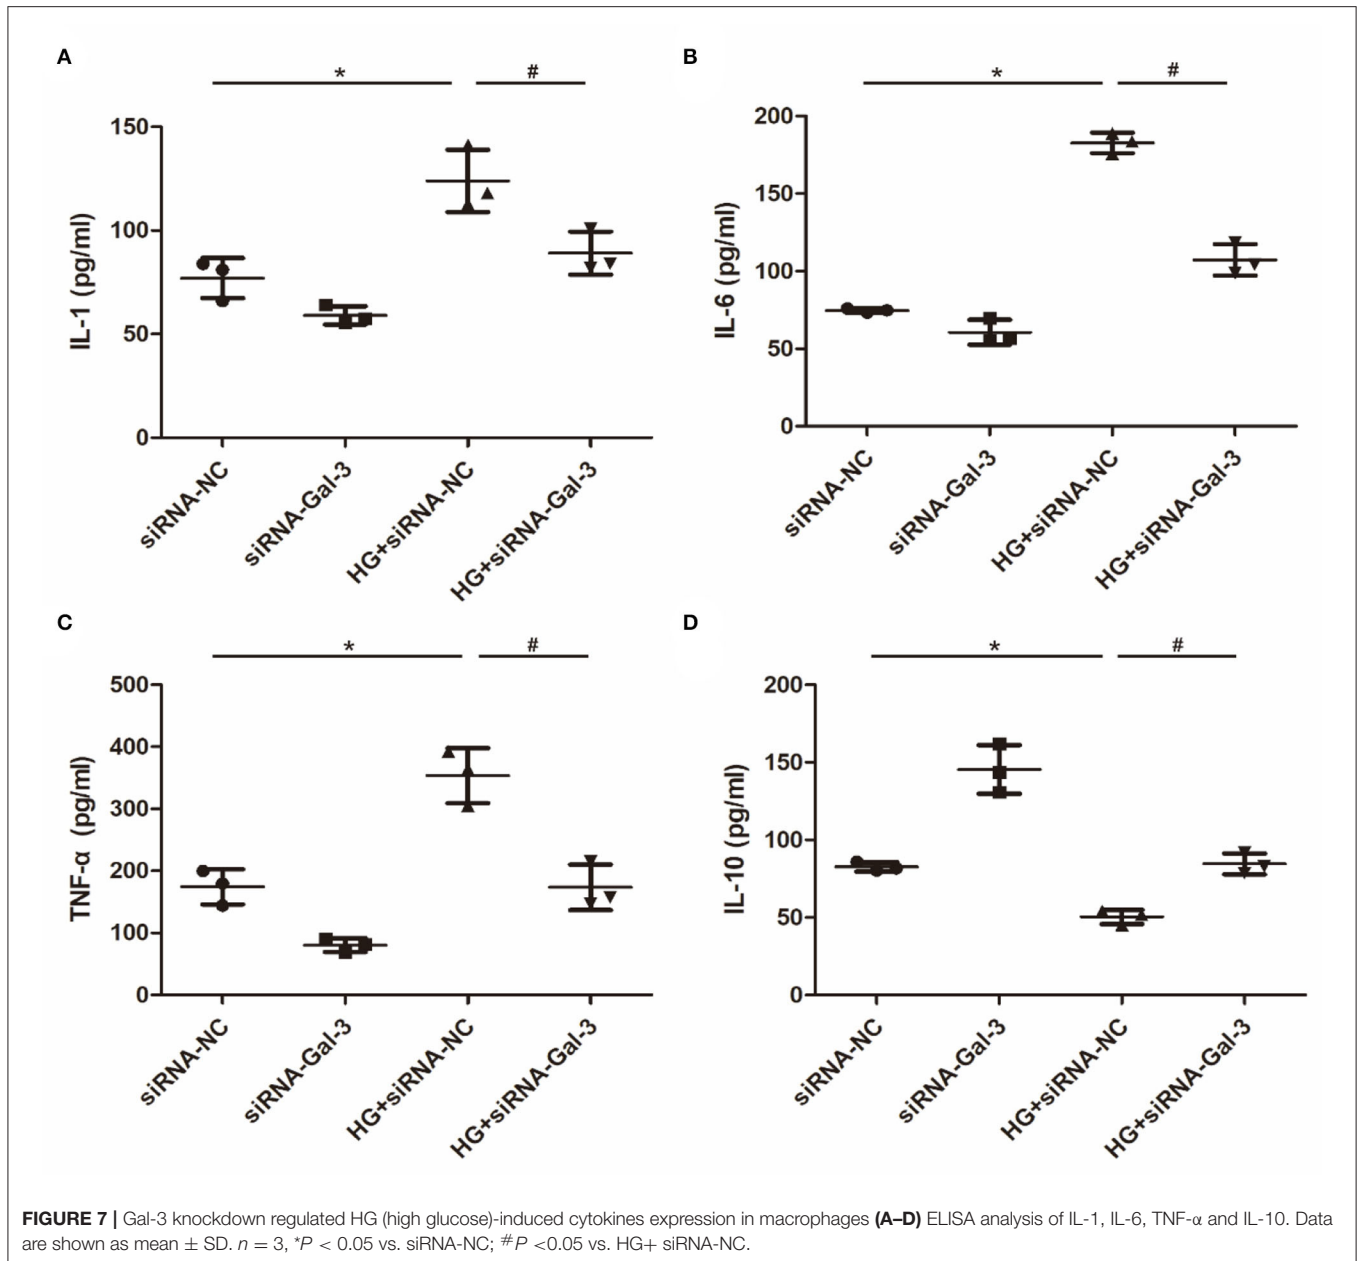 A
*
#
150
100
50
0
IL-1 (pg/ml)
siRNA-NC
siRNA-Gal-3
HG+siRNA-NC
HG+siRNA-Gal-3
B
*
#
200
150
100
50
0
IL-6 (pg/ml)
siRNA-NC
siRNA-Gal-3
HG+siRNA-NC
HG+siRNA-Gal-3
C
*
#
500
400
300
200
100
0
TNF-α (pg/ml)
siRNA-NC
siRNA-Gal-3
HG+siRNA-NC
HG+siRNA-Gal-3
D
*
#
200
150
100
50
0
IL-10 (pg/ml)
siRNA-NC
siRNA-Gal-3
HG+siRNA-NC
HG+siRNA-Gal-3
FIGURE 7 | Gal-3 knockdown regulated HG (high glucose)-induced cytokines expression in macrophages (A–D) ELISA analysis of IL-1, IL-6, TNF-α and IL-10. Data
are shown as mean ± SD. n = 3, *P < 0.05 vs. siRNA-NC; #P <0.05 vs. HG+ siRNA-NC.